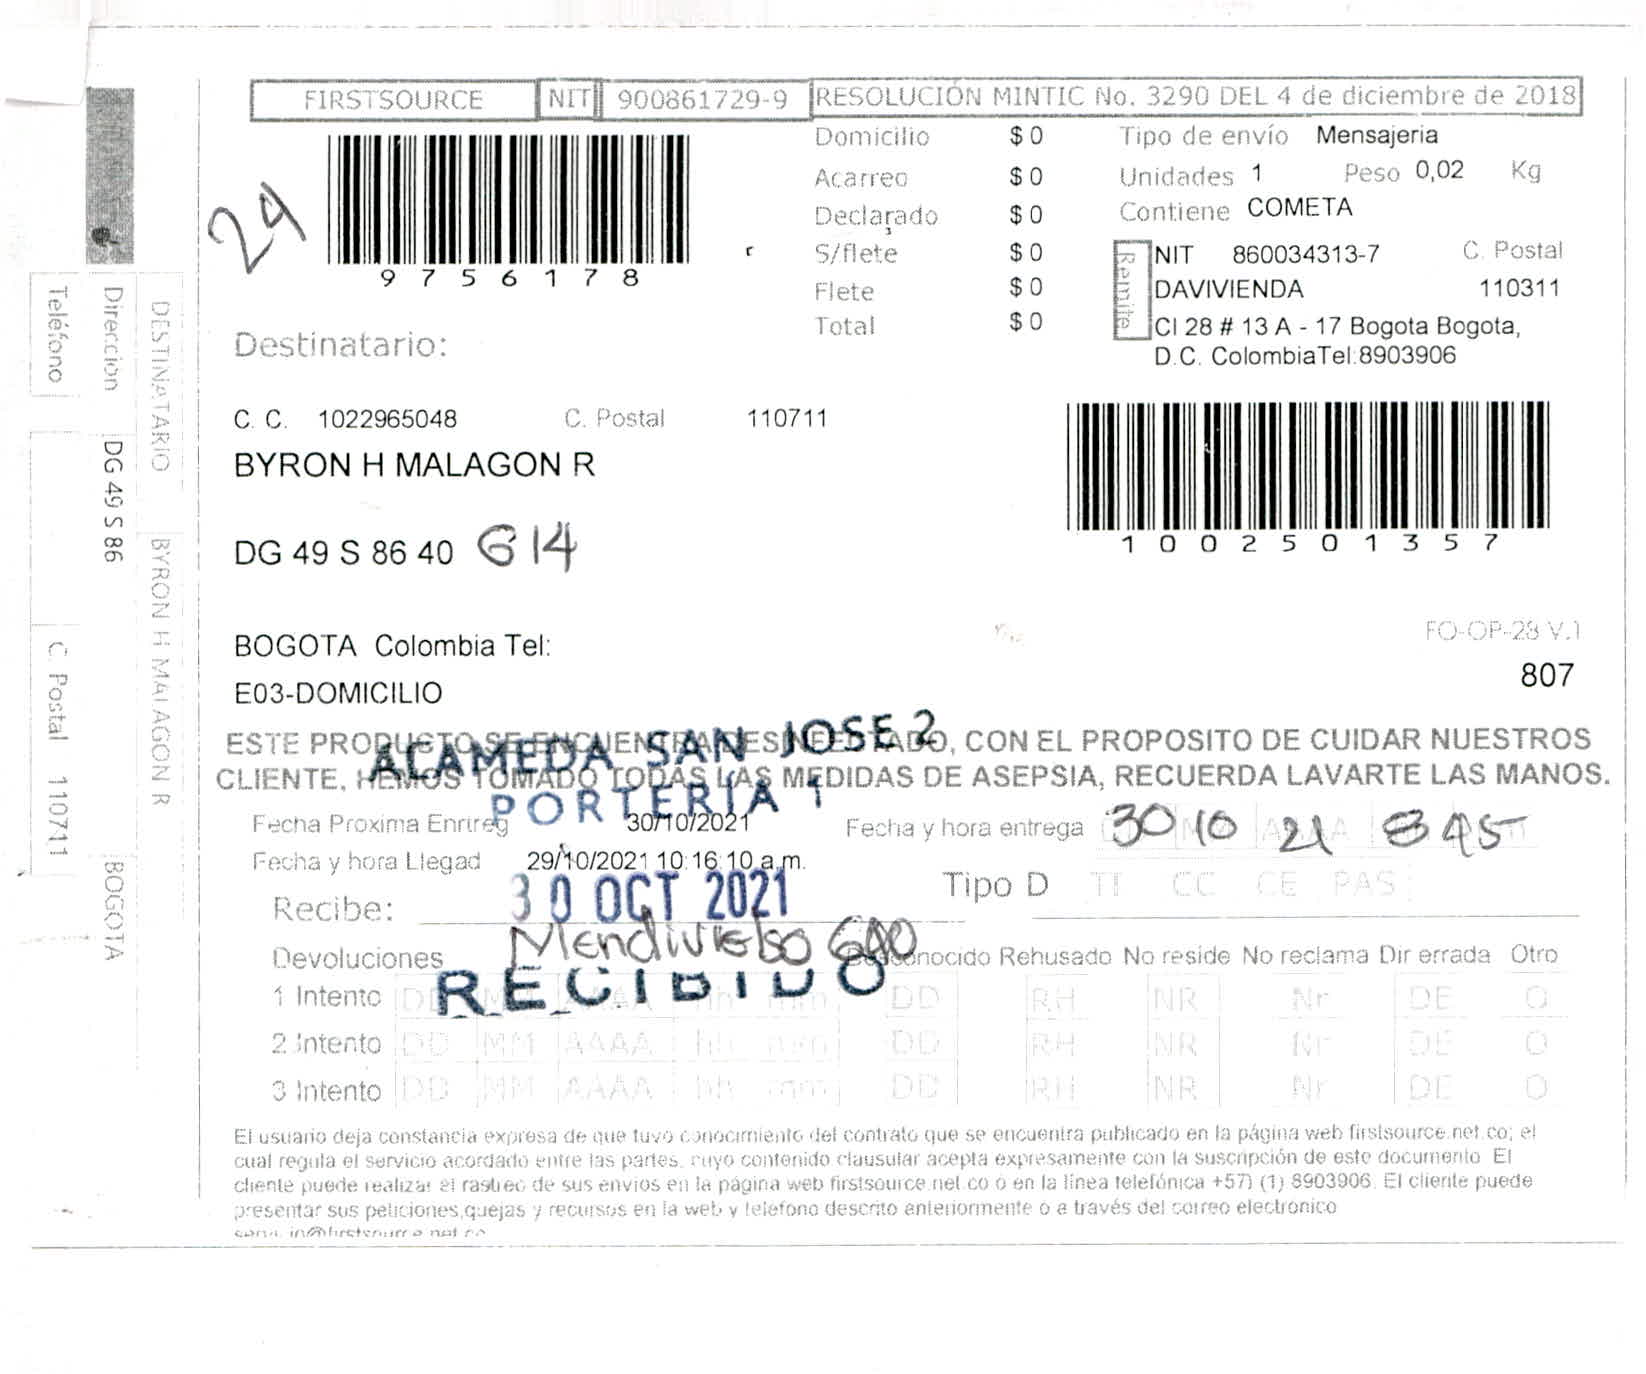 FIRSTSOURCE NIT 900861729-9 RESOLUCIÓN MINTIC No. 3290 DEL 4 de diciembre de 2018
24
9756178
Domicilio $ 0
Acarreo $ 0
Declarado $ 0
S/flete $ 0
Flete $ 0
Total $ 0
Tipo de envío Mensajeria
Unidades 1 Peso 0,02 Kg
Contiene COMETA
Remite
NIT 860034313-7 C. Postal
DAVIVIENDA 110311
Cl 28 # 13 A - 17 Bogota Bogota,
D.C. ColombiaTel:8903906
Destinatario:
C. C. 1022965048 C. Postal 110711
BYRON H MALAGON R
1002501357
DG 49 S 86 40 G 14
BOGOTA Colombia Tel:
E03-DOMICILIO
FO-OP-28 V.1
807
ESTE PRODUCTO SE ENCUENTRA DESINFECTADO, CON EL PROPOSITO DE CUIDAR NUESTROS
CLIENTE, HEMOS TOMADO TODAS LAS MEDIDAS DE ASEPSIA, RECUERDA LAVARTE LAS MANOS.
ALAMEDA SAN JOSE 2
PORTERIA 1
Fecha Proxima Enrtreg 30/10/2021
Fecha y hora entrega 30 10 21 845
Fecha y hora Llegad 29/10/2021 10:16:10 a.m.
Tipo D TI CC CE PAS
30 OCT 2021
Recibe:
Mendivielso
RECIBIDO
Devoluciones Desconocido Rehusado No reside No reclama Dir errada Otro
1 Intento DD MM AAAA hh mm DD RH NR Nr DE O
2 Intento DD MM AAAA hh mm DD RH NR Nr DE O
3 Intento DD MM AAAA hh mm DD RH NR Nr DE O
El usuario deja constancia expresa de que tuvo conocimiento del contrato que se encuentra publicado en la página web firstsource.net.co; el
cual regula el servicio acordado entre las partes, cuyo contenido clausular acepta expresamente con la suscripción de este documento. El
cliente puede realizar el rastreo de sus envios en la página web firstsource.net.co o en la linea telefónica +57) (1) 8903906. El cliente puede
presentar sus peticiones,quejas y recursos en la web y telefono descrito anteriormente o a través del correo electronico
Teléfono
C. Postal 110711
Dirección DG 49 S 86
BOGOTA
DESTINATARIO BYRON H MALAGON R